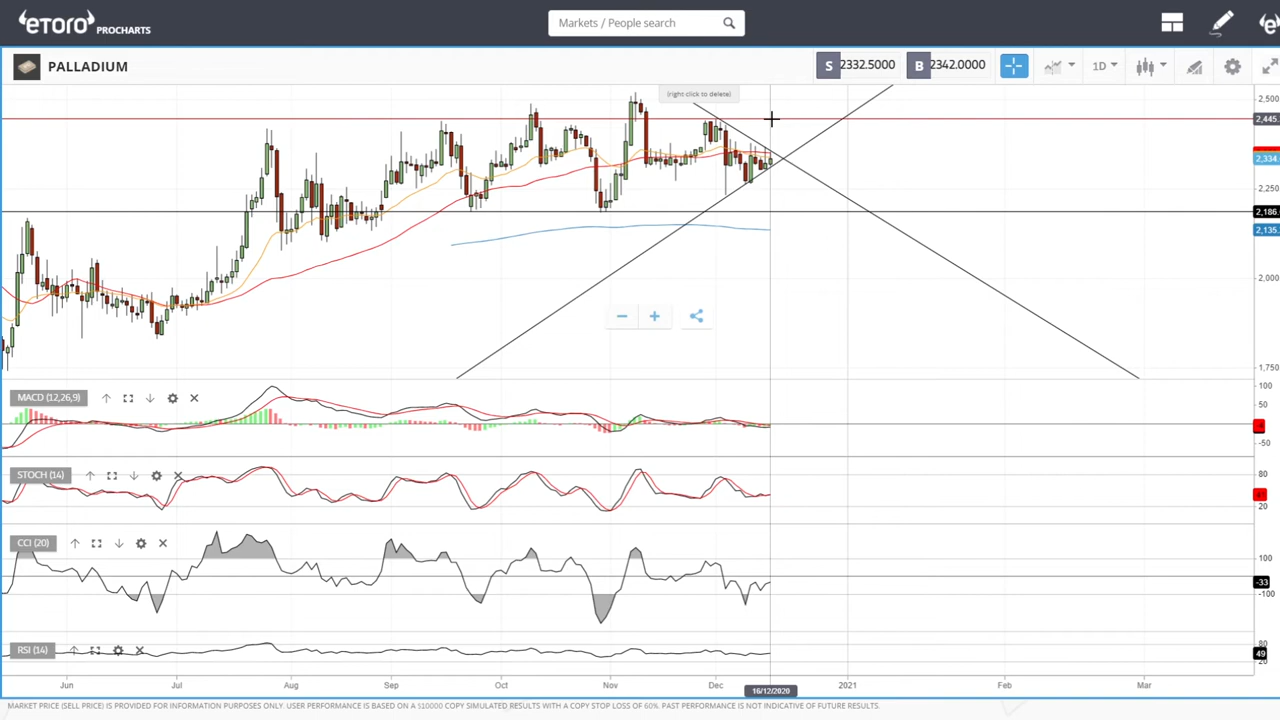 eTORO PROCHARTS
Markets / People search
PALLADIUM
S 2332.5000
B 2342.0000
1D
(right click to delete)
2,500
2,445.
2,334.
2,250
2,186.
2,135.
2,000
1,750
MACD (12,26,9)
100
50
-50
STOCH (14)
80
20
CCI (20)
100
-33
-100
RSI (14)
80
49
20
Jun
Jul
Aug
Sep
Oct
Nov
Dec
16/12/2020
2021
Feb
Mar
MARKET PRICE (SELL PRICE) IS PROVIDED FOR INFORMATION PURPOSES ONLY. USER PERFORMANCE IS BASED ON A $10000 COPY SIMULATED RESULTS WITH A COPY STOP LOSS OF 60%. PAST PERFORMANCE IS NOT INDICATIVE OF FUTURE RESULTS.